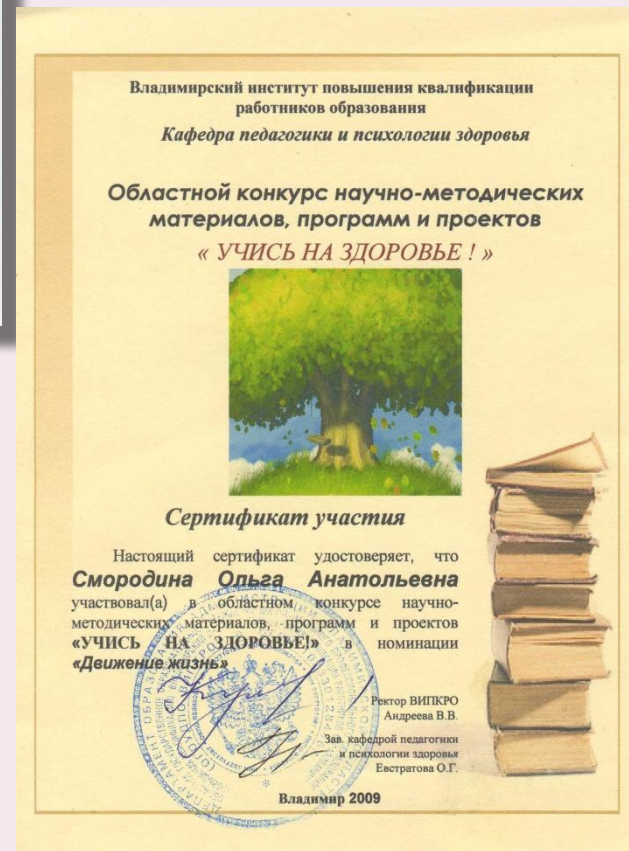 Владимирский институт повышения квалификации
работников образования
Кафедра педагогики и психологии здоровья
Областной конкурс научно-методических
материалов, программ и проектов
« УЧИСЬ НА ЗДОРОВЬЕ ! »
Сертификат участия
Настоящий сертификат удостоверяет, что
Смородина Ольга Анатольевна
участвовал(а) в областном конкурсе научно-
методических материалов, программ и проектов
«УЧИСЬ НА ЗДОРОВЬЕ!» в номинации
«Движение жизнь»
Ректор ВИПКРО
Андреева В.В.
Зав. кафедрой педагогики
и психологии здоровья
Евстратова О.Г.
Владимир 2009